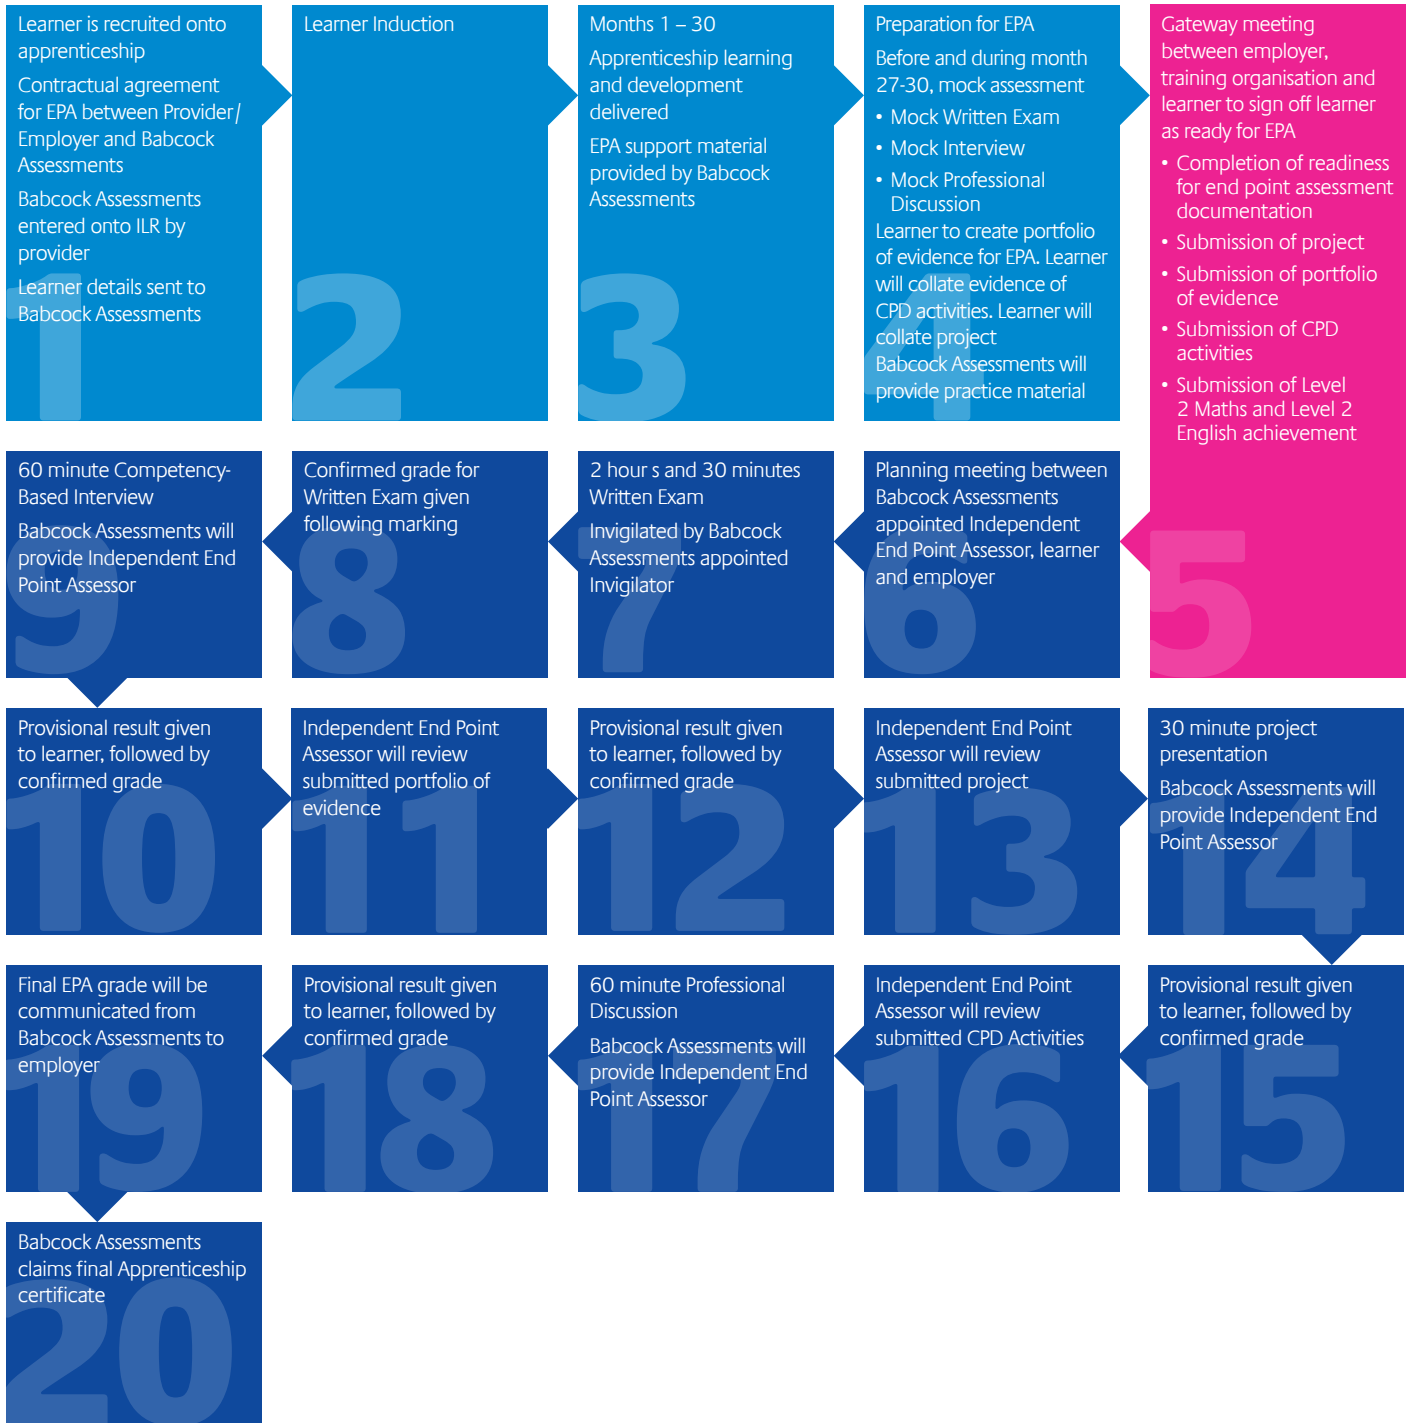 Learner is recruited onto
apprenticeship
Contractual agreement
for EPA between Provider/
Employer and Babcock
Assessments
Babcock Assessments
entered onto ILR by
provider
Learner details sent to
Babcock Assessments
1
Learner Induction
2
Months 1 – 30
Apprenticeship learning
and development
delivered
EPA support material
provided by Babcock
Assessments
3
Preparation for EPA
Before and during month
27-30, mock assessment
• Mock Written Exam
• Mock Interview
• Mock Professional
Discussion
Learner to create portfolio
of evidence for EPA. Learner
will collate evidence of
CPD activities. Learner will
collate project
Babcock Assessments will
provide practice material
4
Gateway meeting
between employer,
training organisation and
learner to sign off learner
as ready for EPA
• Completion of readiness
for end point assessment
documentation
• Submission of project
• Submission of portfolio
of evidence
• Submission of CPD
activities
• Submission of Level
2 Maths and Level 2
English achievement
5
Planning meeting between
Babcock Assessments
appointed Independent
End Point Assessor, learner
and employer
6
2 hour s and 30 minutes
Written Exam
Invigilated by Babcock
Assessments appointed
Invigilator
7
Confirmed grade for
Written Exam given
following marking
8
60 minute Competency-
Based Interview
Babcock Assessments will
provide Independent End
Point Assessor
9
Provisional result given
to learner, followed by
confirmed grade
10
Independent End Point
Assessor will review
submitted portfolio of
evidence
11
Provisional result given
to learner, followed by
confirmed grade
12
Independent End Point
Assessor will review
submitted project
13
30 minute project
presentation
Babcock Assessments will
provide Independent End
Point Assessor
14
Provisional result given
to learner, followed by
confirmed grade
15
Independent End Point
Assessor will review
submitted CPD Activities
16
60 minute Professional
Discussion
Babcock Assessments will
provide Independent End
Point Assessor
17
Provisional result given
to learner, followed by
confirmed grade
18
Final EPA grade will be
communicated from
Babcock Assessments to
employer
19
Babcock Assessments
claims final Apprenticeship
certificate
20